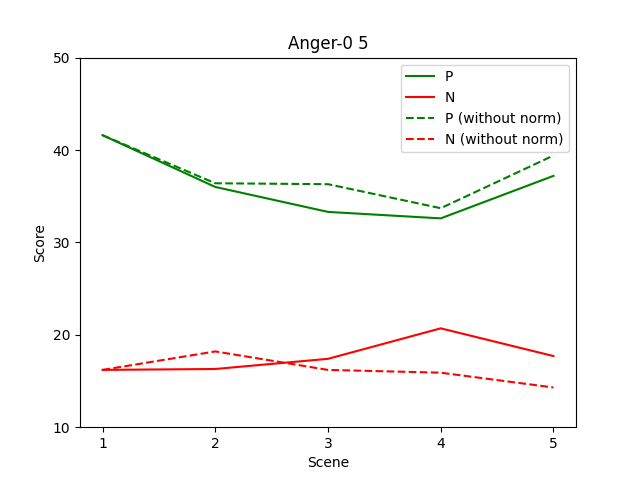 Anger-0 5
50
40
30
20
10
Score
1 2 3 4 5
Scene
P
N
P (without norm)
N (without norm)